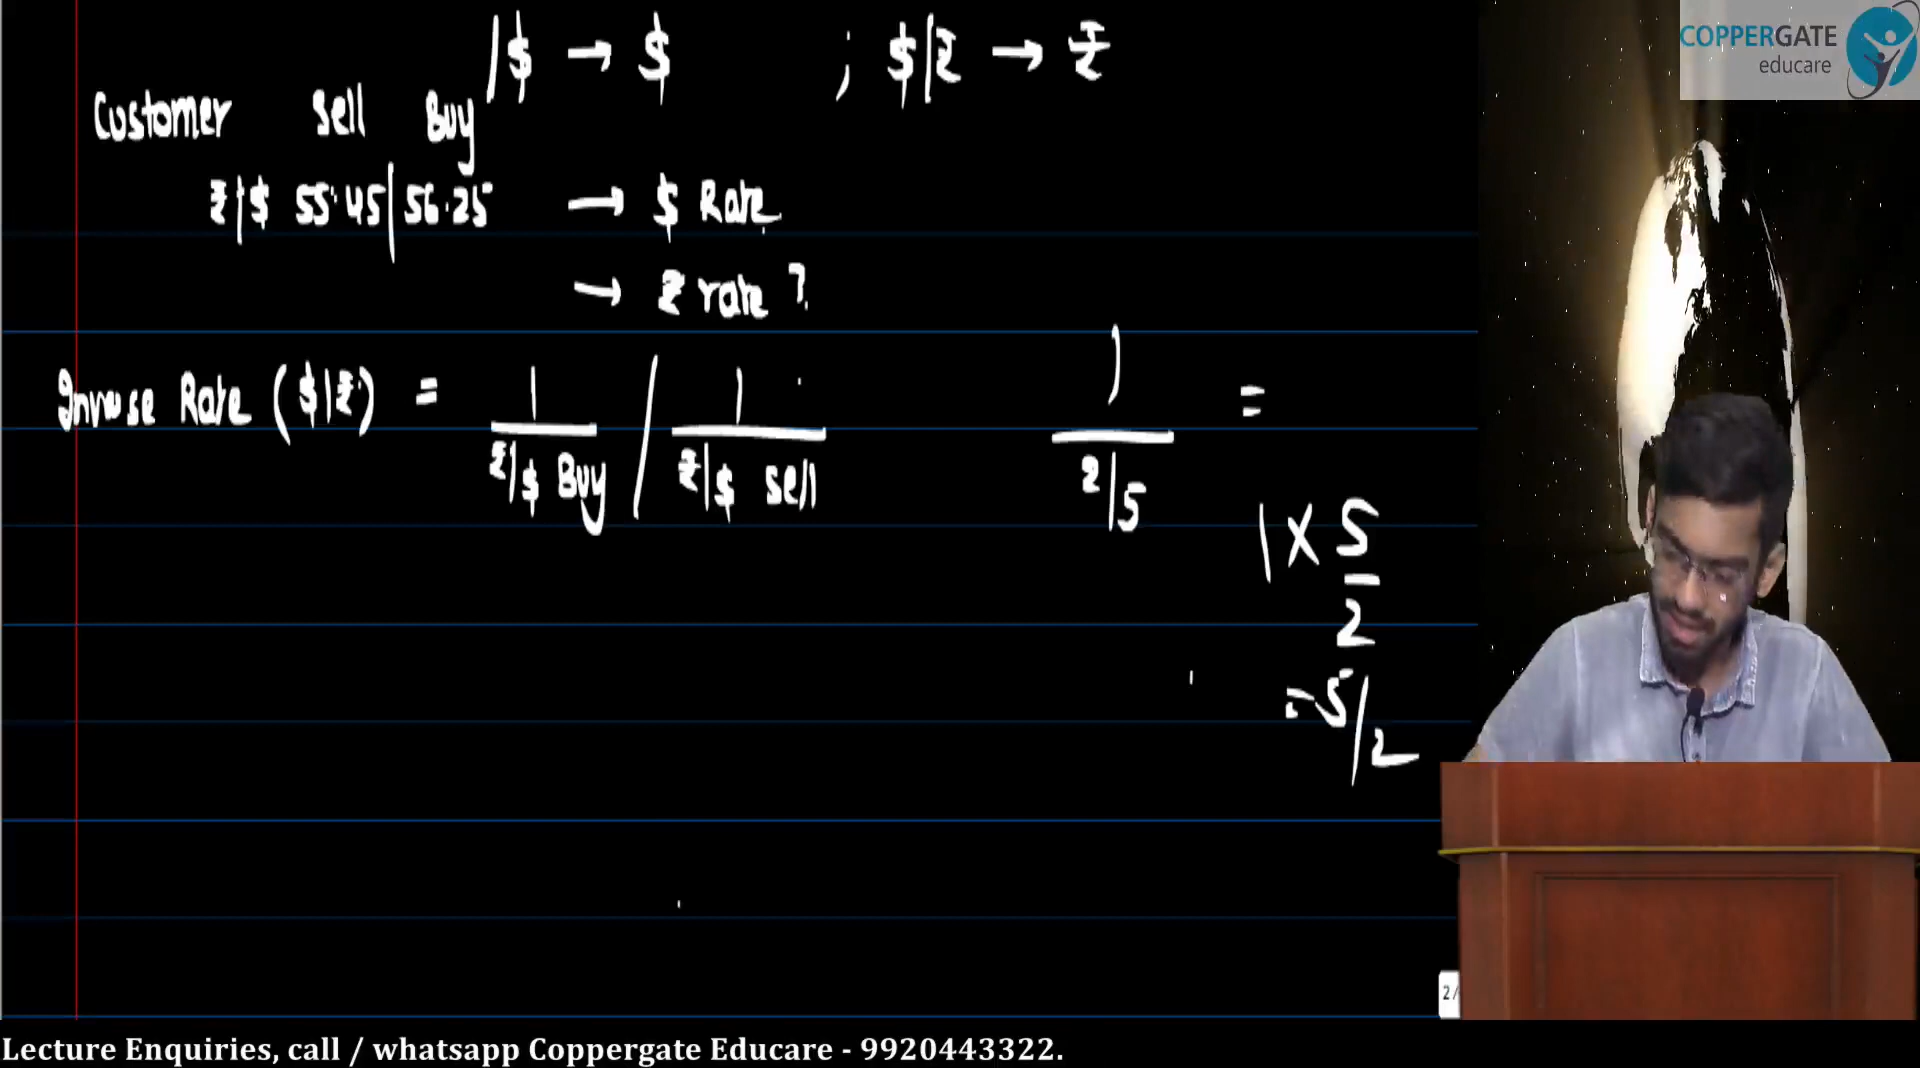 |$ → $ ; $|₹ → ₹
COPPERGATE
educare
Customer Sell Buy
₹|$ 55.45|56.25 → $ Rate
→ ₹ rate?
Inverse Rate ($|₹) = 1 / 1
₹/$ Buy ₹/$ Sell
1 =
2/5
1 X 5
2
=5/2
2/
Lecture Enquiries, call / whatsapp Coppergate Educare - 9920443322.